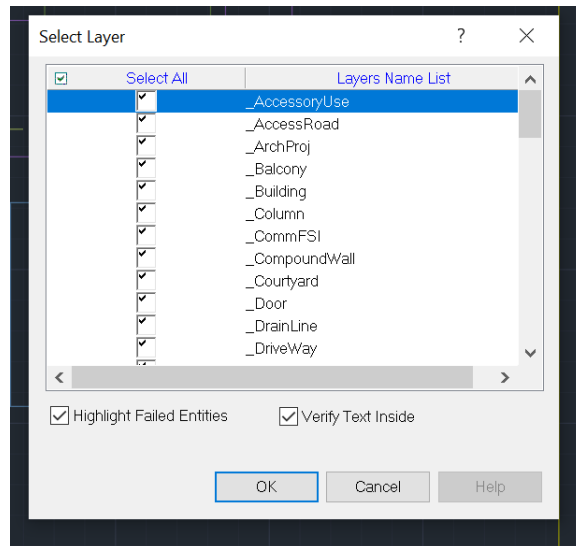 Select Layer ?
Select All Layers Name List
_AccessoryUse
_AccessRoad
_ArchProj
_Balcony
_Building
_Column
_CommFSI
_CompoundWall
_Courtyard
_Door
_DrainLine
_DriveWay
Highlight Failed Entities Verify Text Inside
OK Cancel Help